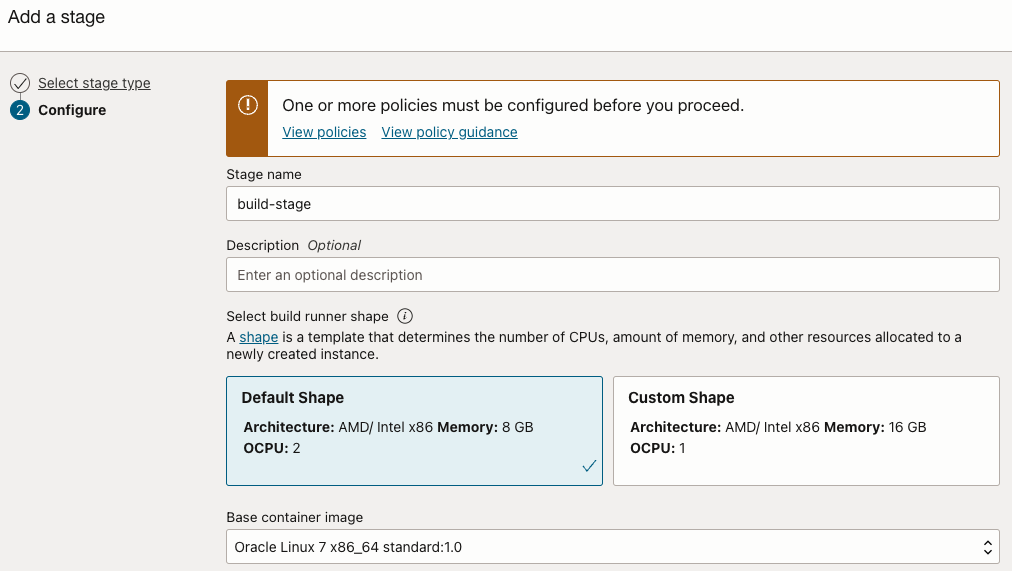 Add a stage
Select stage type
2 Configure
One or more policies must be configured before you proceed.
View policies View policy guidance
Stage name
build-stage
Description Optional
Enter an optional description
Select build runner shape
A shape is a template that determines the number of CPUs, amount of memory, and other resources allocated to a
newly created instance.
Default Shape
Architecture: AMD/ Intel x86 Memory: 8 GB
OCPU: 2
Custom Shape
Architecture: AMD/ Intel x86 Memory: 16 GB
OCPU: 1
Base container image
Oracle Linux 7 x86_64 standard:1.0